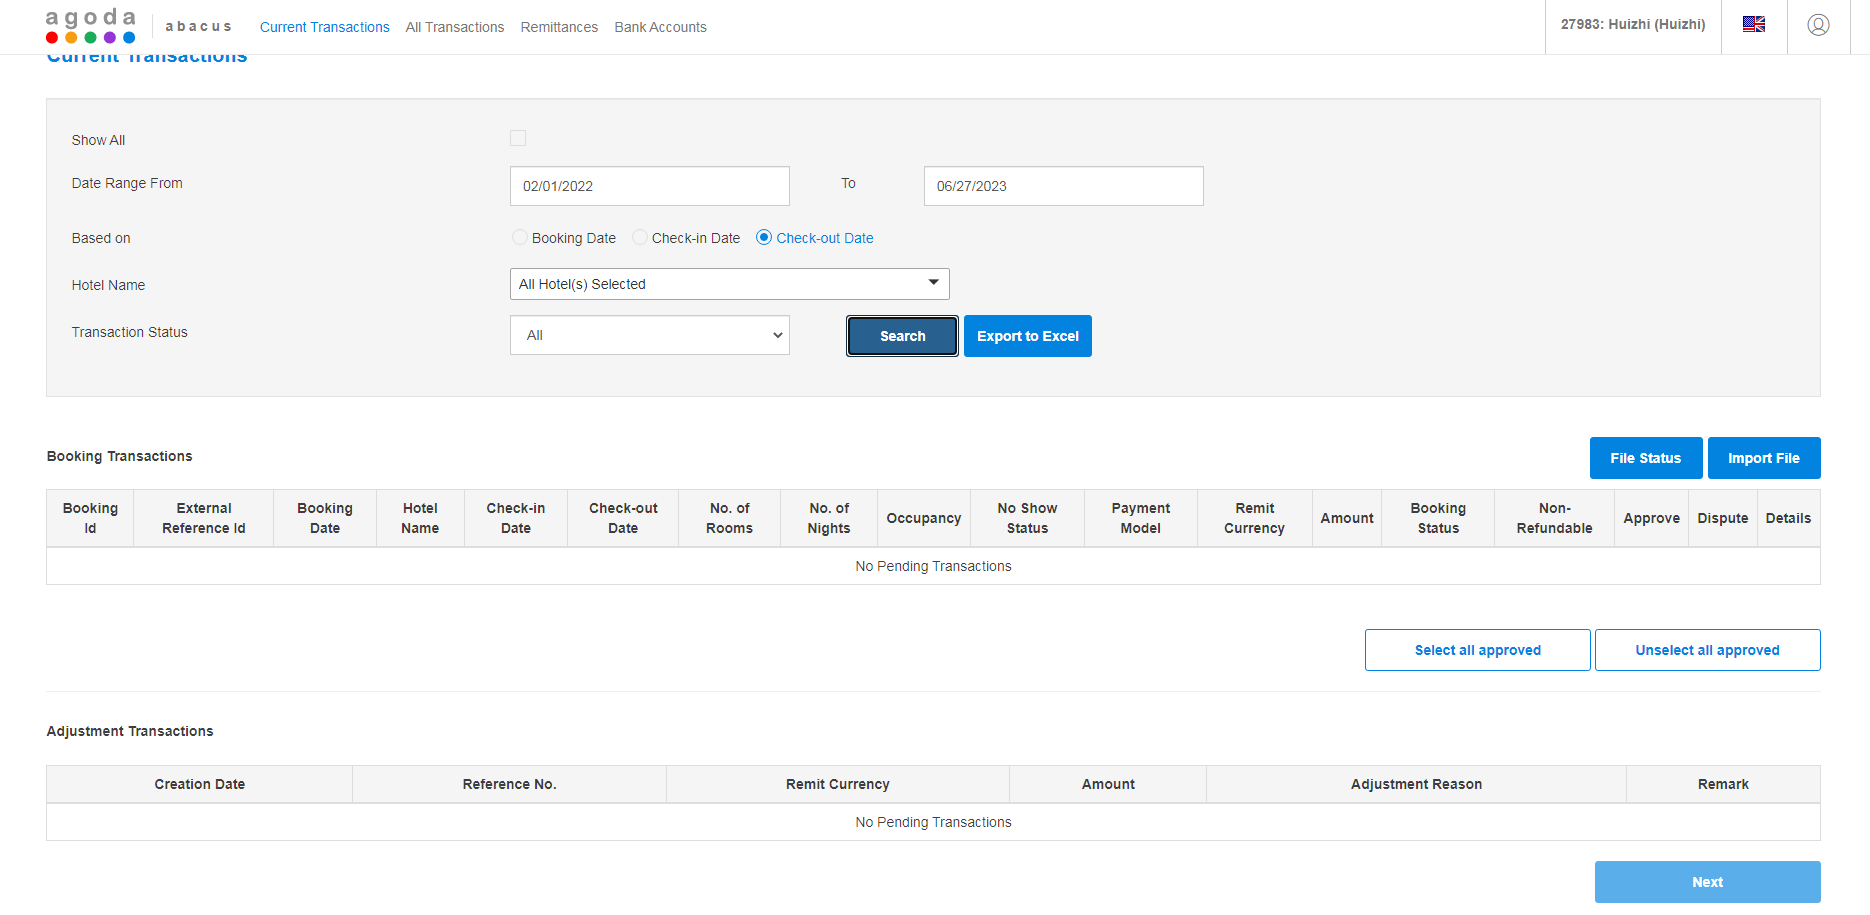 agoda
abacus
Current Transactions
All Transactions
Remittances
Bank Accounts
27983: Huizhi (Huizhi)
Current Transactions
Show All
Date Range From
02/01/2022
To
06/27/2023
Based on
Booking Date
Check-in Date
Check-out Date
Hotel Name
All Hotel(s) Selected
Transaction Status
All
Search
Export to Excel
Booking Transactions
File Status
Import File
Booking
Id
External
Reference Id
Booking
Date
Hotel
Name
Check-in
Date
Check-out
Date
No. of
Rooms
No. of
Nights
Occupancy
No Show
Status
Payment
Model
Remit
Currency
Amount
Booking
Status
Non-
Refundable
Approve
Dispute
Details
No Pending Transactions
Select all approved
Unselect all approved
Adjustment Transactions
Creation Date
Reference No.
Remit Currency
Amount
Adjustment Reason
Remark
No Pending Transactions
Next